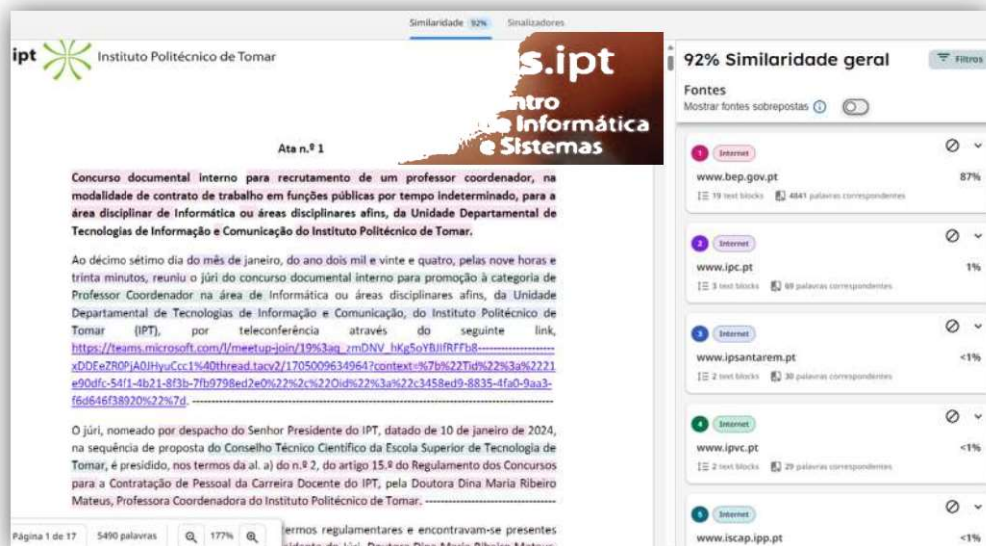 Similaridade 92% Sinalizadores
ipt Instituto Politécnico de Tomar
s.ipt
ntro
e Informática
e Sistemas
Ata n.º 1
Concurso documental interno para recrutamento de um professor coordenador, na
modalidade de contrato de trabalho em funções públicas por tempo indeterminado, para a
área disciplinar de Informática ou áreas disciplinares afins, da Unidade Departamental de
Tecnologias de Informação e Comunicação do Instituto Politécnico de Tomar.
Ao décimo sétimo dia do mês de janeiro, do ano dois mil e vinte e quatro, pelas nove horas e
trinta minutos, reuniu o júri do concurso documental interno para promoção à categoria de
Professor Coordenador na área de Informática ou áreas disciplinares afins, da Unidade
Departamental de Tecnologias de Informação e Comunicação, do Instituto Politécnico de
Tomar (IPT), por teleconferência através do seguinte link,
https://teams.microsoft.com/l/meetup-join/19%3aq_zmDNV_hKg5oYBJIfRFFb8-------------------
xDDEeZR0PjA0JHyuCcc1%40thread.tacv2/1705009634964?context=%7b%22Tid%22%3a%2221
e90dfc-54f1-4b21-8f3b-7fb9798ed2e0%22%2c%22Oid%22%3a%22c3458ed9-8835-4fa0-9aa3-
f6d646f38920%22%7d. ---
O júri, nomeado por despacho do Senhor Presidente do IPT, datado de 10 de janeiro de 2024,
na sequência de proposta do Conselho Técnico Científico da Escola Superior de Tecnologia de
Tomar, é presidido, nos termos da al. a) do n.º 2, do artigo 15.º do Regulamento dos Concursos
para a Contratação de Pessoal da Carreira Docente do IPT, pela Doutora Dina Maria Ribeiro
Mateus, Professora Coordenadora do Instituto Politécnico de Tomar. ---
ermos regulamentares e encontravam-se presentes
Página 1 de 17 5490 palavras 177%
92% Similaridade geral Filtros
Fontes
Mostrar fontes sobrepostas
1 Internet
www.bep.gov.pt 87%
19 text blocks 4841 palavras correspondentes
2 Internet
www.ipc.pt 1%
3 text blocks 69 palavras correspondentes
3 Internet
www.ipsantarem.pt <1%
2 text blocks 30 palavras correspondentes
4 Internet
www.ipvc.pt <1%
2 text blocks 29 palavras correspondentes
5 Internet
www.iscap.ipp.pt <1%